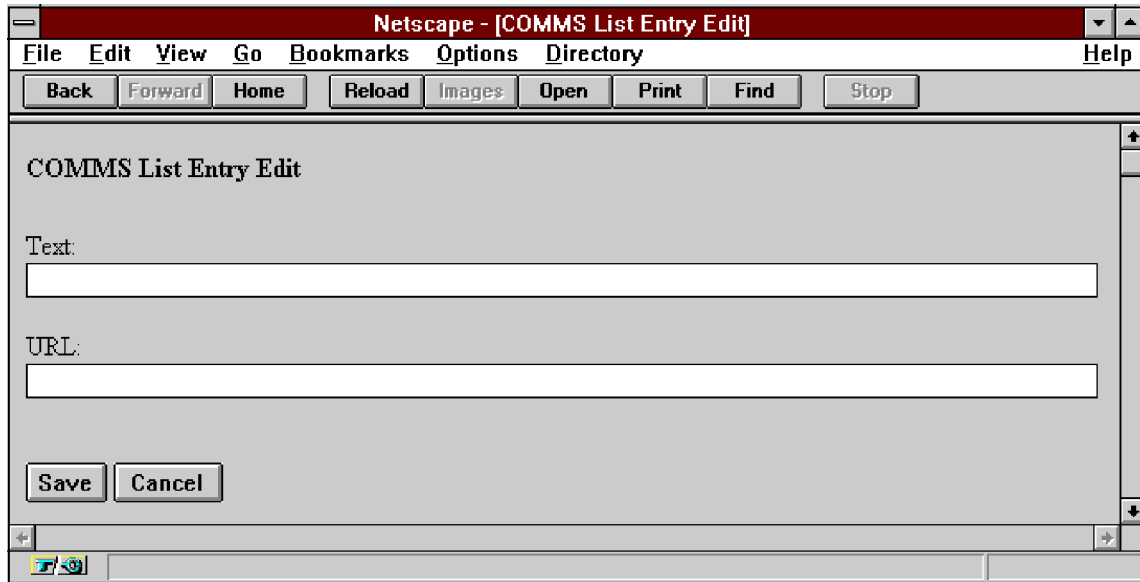 Netscape - [COMMS List Entry Edit]
File Edit View Go Bookmarks Options Directory Help
Back Forward Home Reload Images Open Print Find Stop
COMMS List Entry Edit
Text:
URL:
Save Cancel